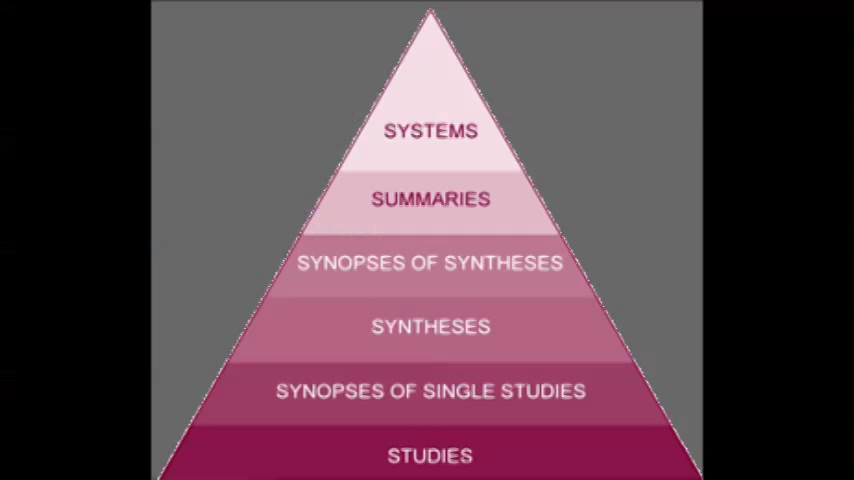 SYSTEMS
SUMMARIES
SYNOPSES OF SYNTHESES
SYNTHESES
SYNOPSES OF SINGLE STUDIES
STUDIES